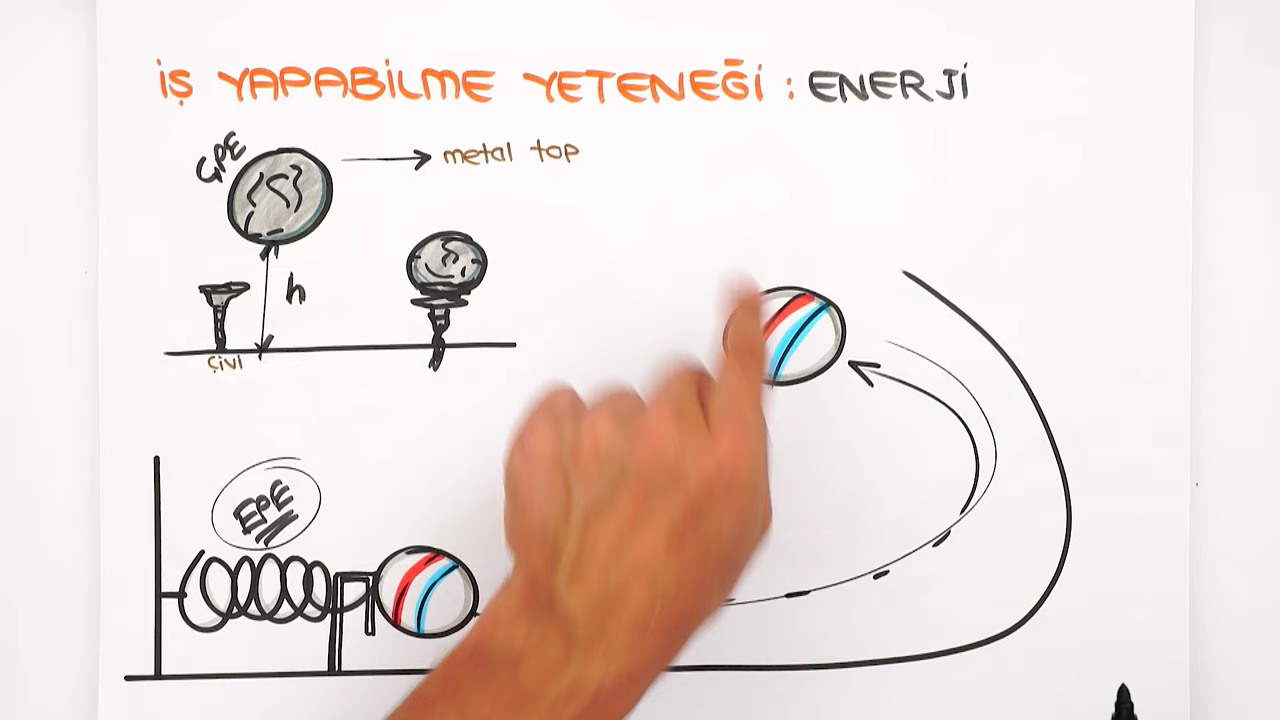 İŞ YAPABİLME YETENEĞİ : ENERJİ
GPE
metal top
h
çivi
EPE